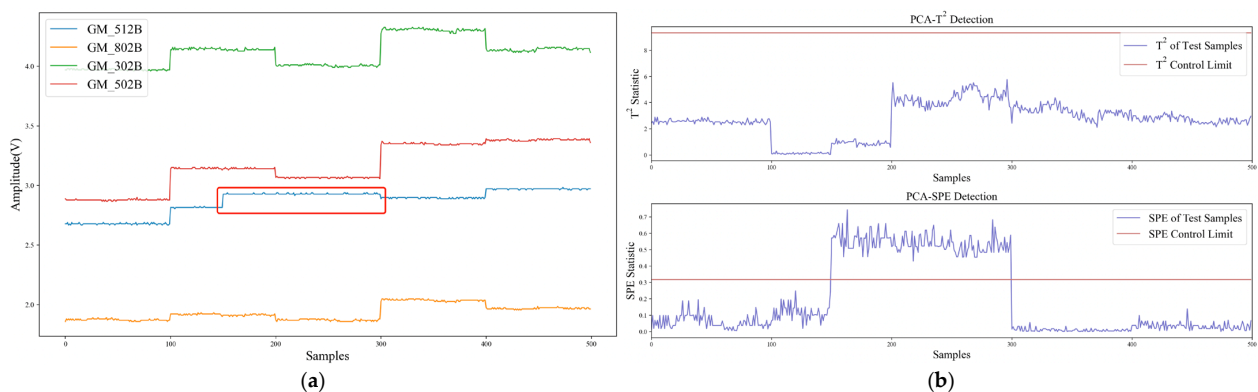 GM_512B
GM_802B
GM_302B
GM_502B
Amplitude(V)
4.0
3.5
3.0
2.5
2.0
0 100 200 300 400 500
Samples
(a)
PCA-T² Detection
T² of Test Samples
T² Control Limit
T² Statistic
8
6
4
2
0
0 100 200 300 400 500
Samples
PCA-SPE Detection
SPE of Test Samples
SPE Control Limit
SPE Statistic
0.7
0.6
0.5
0.4
0.3
0.2
0.1
0.0
0 100 200 300 400 500
Samples
(b)